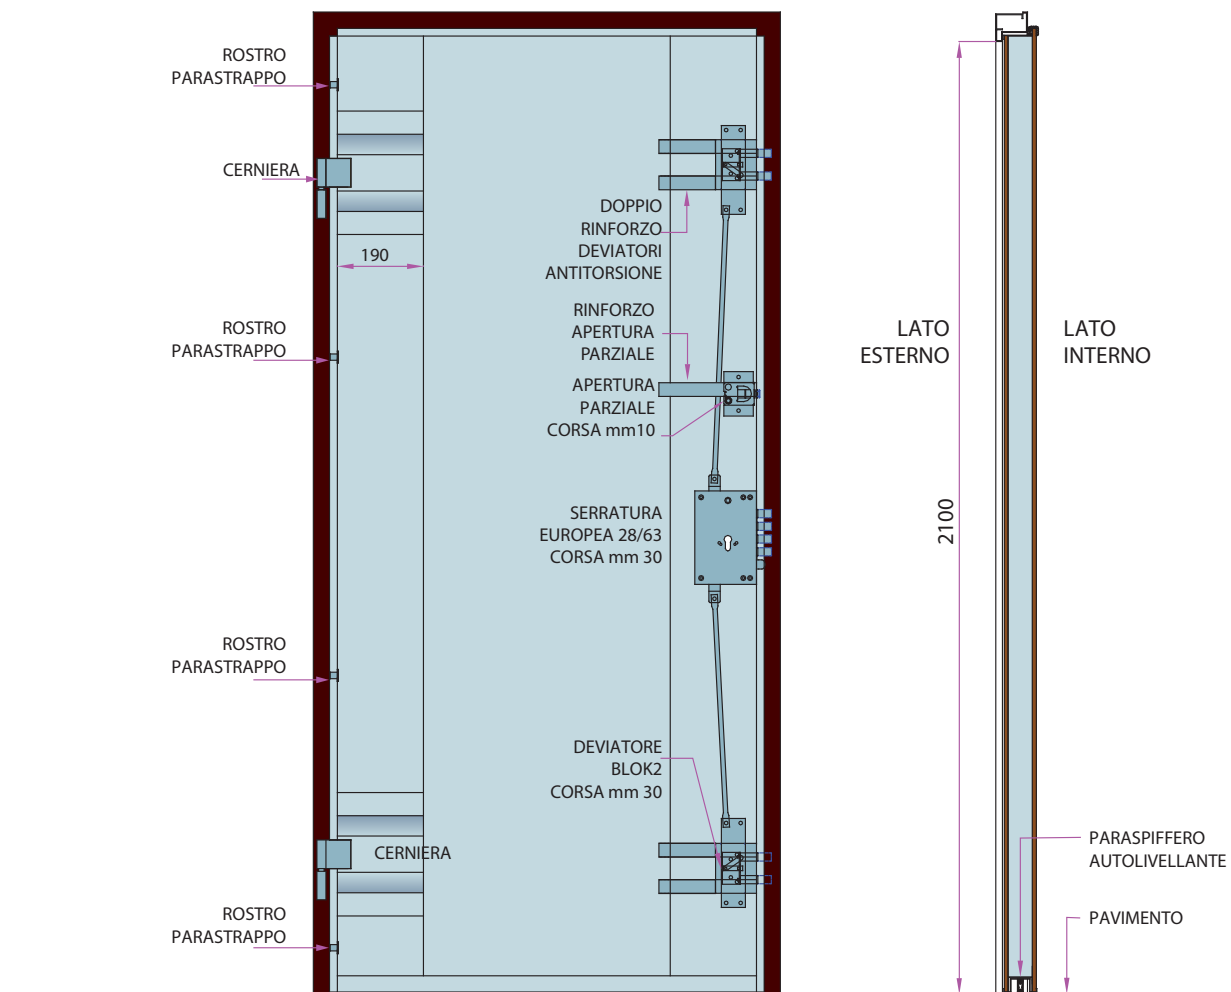 ROSTRO
PARASTRAPPO
CERNIERA
190
ROSTRO
PARASTRAPPO
ROSTRO
PARASTRAPPO
CERNIERA
ROSTRO
PARASTRAPPO
DOPPIO
RINFORZO
DEVIATORI
ANTITORSIONE
RINFORZO
APERTURA
PARZIALE
APERTURA
PARZIALE
CORSA mm10
SERRATURA
EUROPEA 28/63
CORSA mm 30
DEVIATORE
BLOK2
CORSA mm 30
LATO
ESTERNO
2100
LATO
INTERNO
PARASPIFFERO
AUTOLIVELLANTE
PAVIMENTO